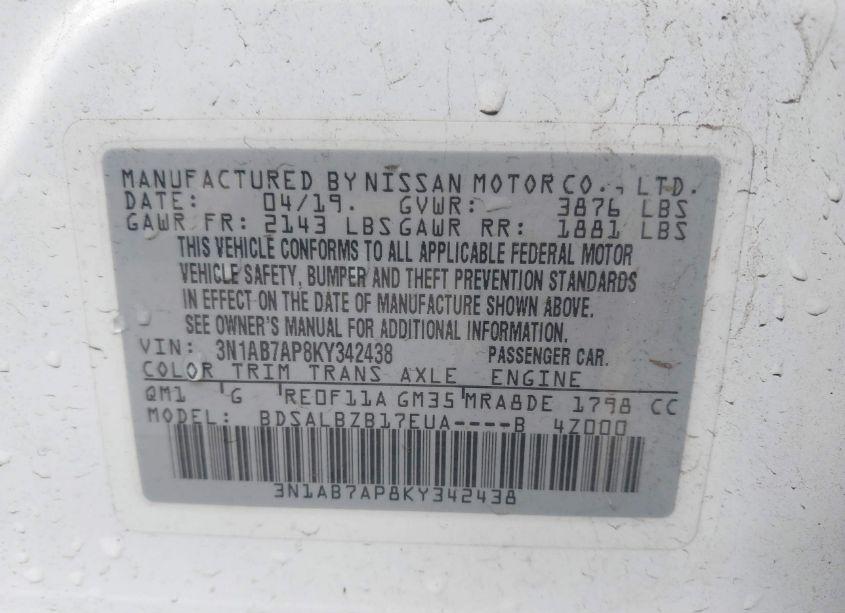 MANUFACTURED BY NISSAN MOTOR CO., LTD.
DATE: 04/19. GVWR: 3876 LBS
GAWR FR: 2143 LBS GAWR RR: 1881 LBS
THIS VEHICLE CONFORMS TO ALL APPLICABLE FEDERAL MOTOR
VEHICLE SAFETY, BUMPER AND THEFT PREVENTION STANDARDS
IN EFFECT ON THE DATE OF MANUFACTURE SHOWN ABOVE.
SEE OWNER'S MANUAL FOR ADDITIONAL INFORMATION.
VIN: 3N1AB7AP8KY342438 PASSENGER CAR.
COLOR TRIM TRANS AXLE ENGINE
QM1 G RE0F11A GM35 MRA8DE 1798 CC
MODEL: BDSALBZB17EUA----B 4Z000
3N1AB7AP8KY342438